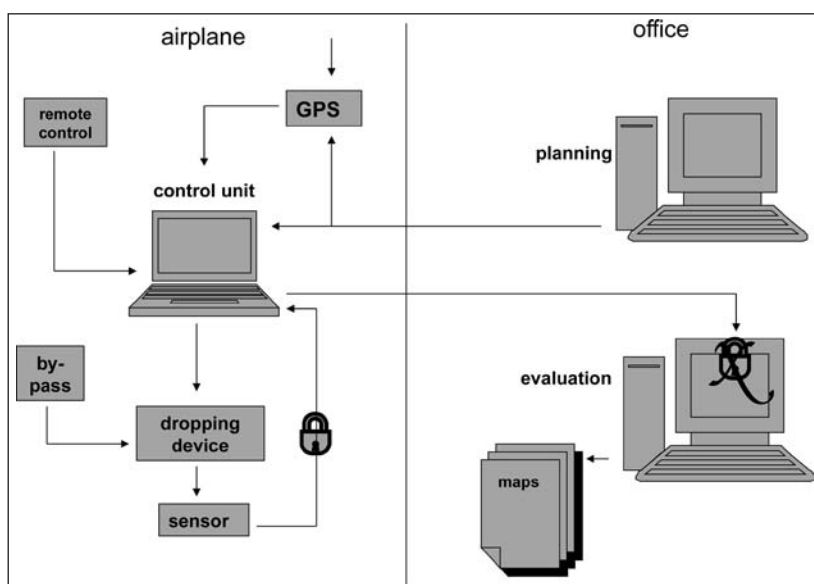 airplane
office
GPS
remote
control
planning
control unit
by-
pass
evaluation
dropping
device
maps
sensor